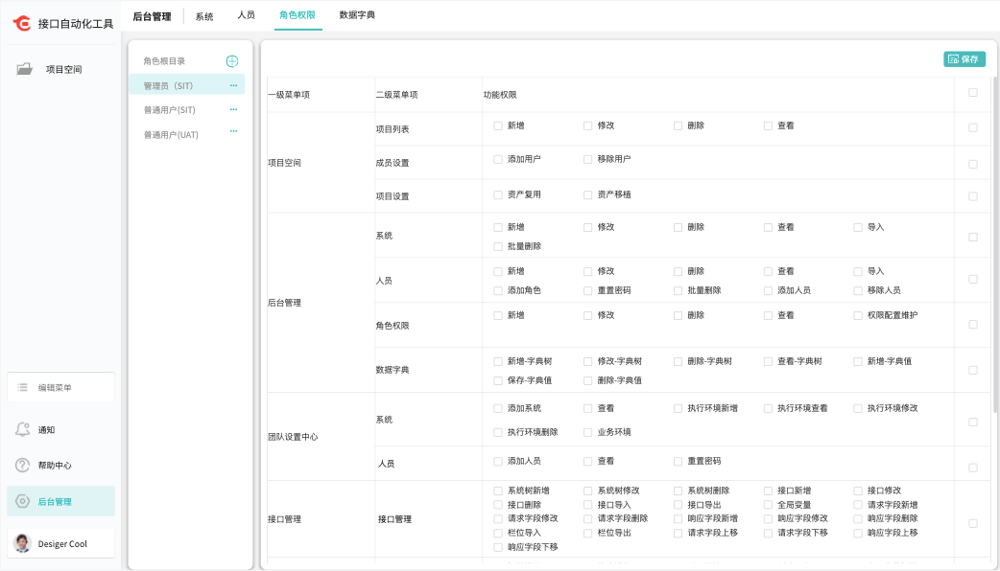 接口自动化工具
后台管理 系统 人员 角色权限 数据字典
项目空间
角色根目录
管理员（SIT） ...
普通用户(SIT) ...
普通用户(UAT) ...
保存
一级菜单项 二级菜单项 功能权限
项目空间
项目列表 新增 修改 删除 查看
成员设置 添加用户 移除用户
项目设置 资产复用 资产移植
后台管理
系统 新增 修改 删除 查看 导入
批量删除
人员 新增 修改 删除 查看 导入
添加角色 重置密码 批量删除 添加人员 移除人员
角色权限 新增 修改 删除 查看 权限配置维护
数据字典 新增-字典树 修改-字典树 删除-字典树 查看-字典树 新增-字典值
保存-字典值 删除-字典值
团队设置中心
系统 添加系统 查看 执行环境新增 执行环境查看 执行环境修改
执行环境删除 业务环境
人员 添加人员 查看 重置密码
接口管理
接口管理 系统树新增 系统树修改 系统树删除 接口新增 接口修改
接口删除 接口导入 接口导出 全局变量 请求字段新增
请求字段修改 请求字段删除 响应字段新增 响应字段修改 响应字段删除
栏位导入 栏位导出 请求字段上移 请求字段下移 响应字段上移
响应字段下移
编辑菜单
通知
帮助中心
后台管理
Desiger Cool